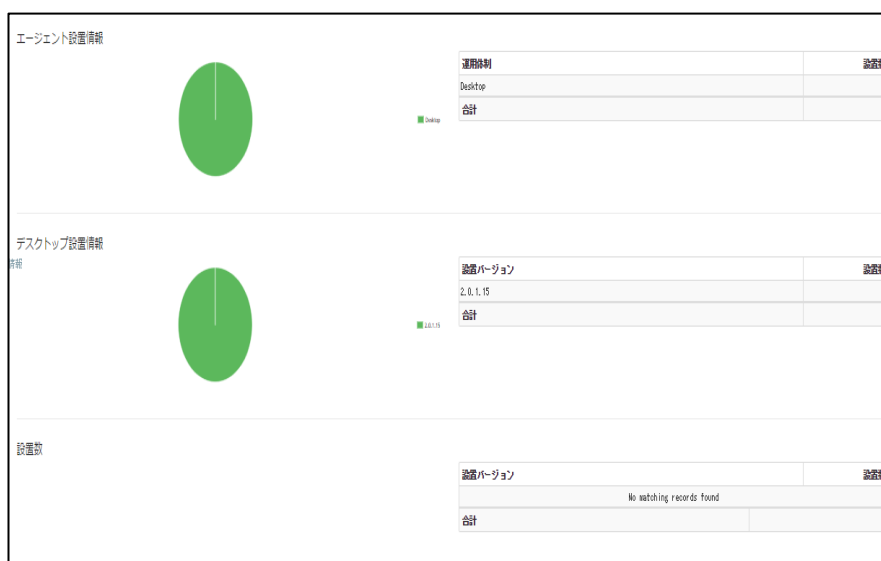 エージェント設置情報
運用体制
Desktop
合計
Desktop
デスクトップ設置情報
情報
設置バージョン
2.0.1.15
合計
2.0.1.15
設置数
設置バージョン
No matching records found
合計